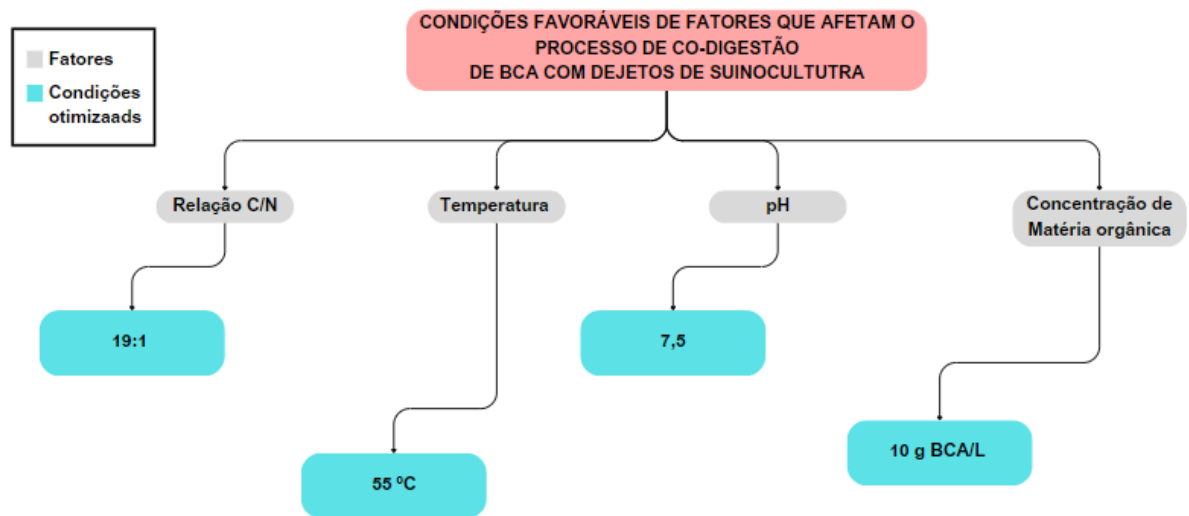 CONDIÇÕES FAVORÁVEIS DE FATORES QUE AFETAM O
PROCESSO DE CO-DIGESTÃO
DE BCA COM DEJETOS DE SUINOCULTUTRA
Fatores
Condições
otimizaads
Relação C/N
Temperatura
pH
Concentração de
Matéria orgânica
19:1
7,5
10 g BCA/L
55 ºC